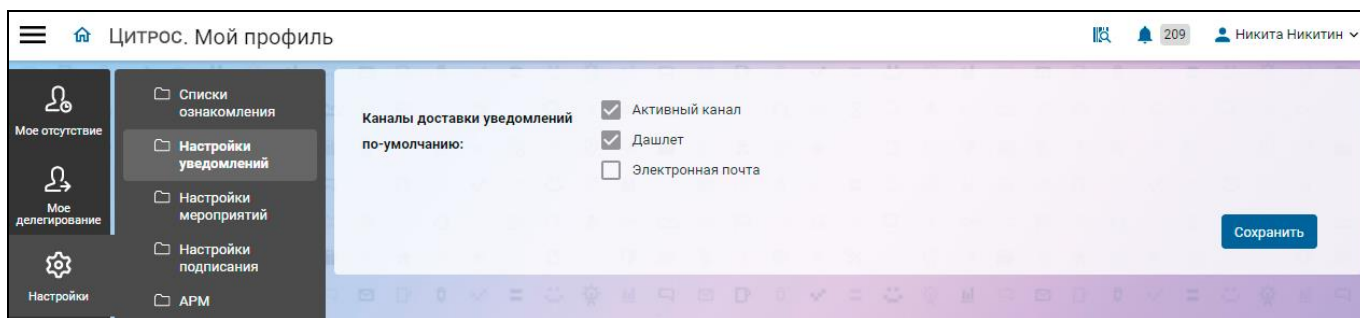 Цитрос. Мой профиль
209
Никита Никитин
Мое отсутствие
Мое
делегирование
Настройки
Списки
ознакомления
Настройки
уведомлений
Настройки
мероприятий
Настройки
подписания
АРМ
Каналы доставки уведомлений
по-умолчанию:
Активный канал
Дашлет
Электронная почта
Сохранить